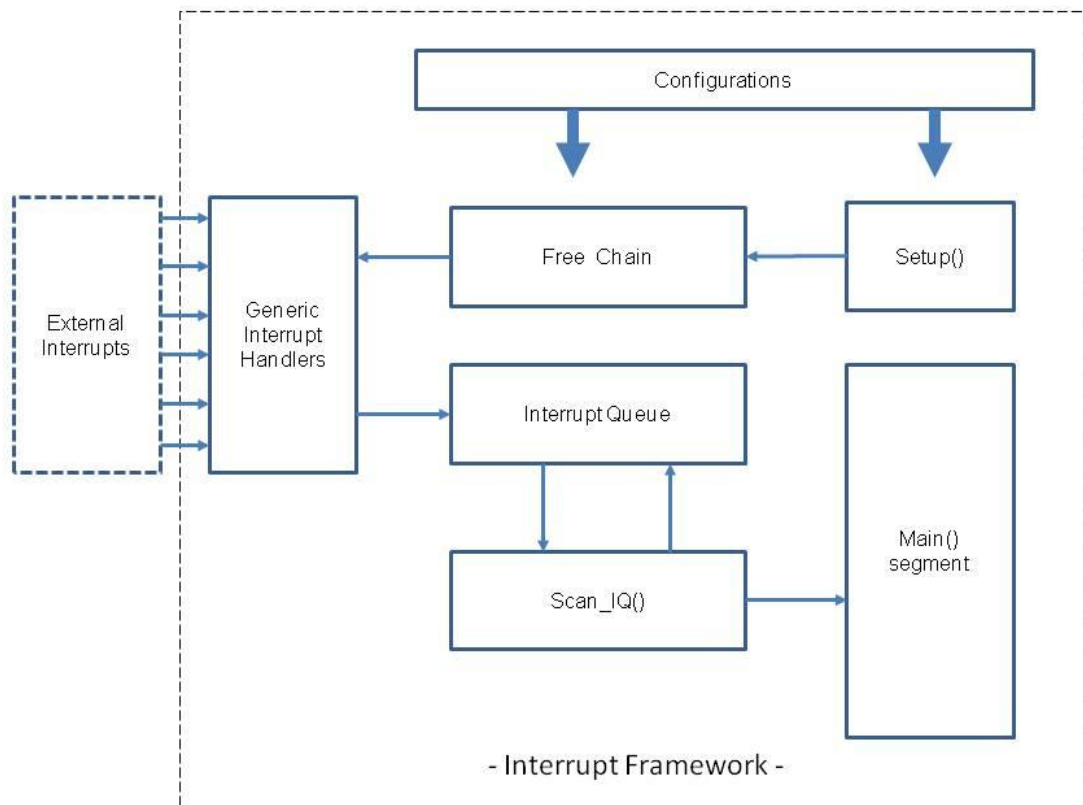 Configurations
Free Chain
Setup()
External
Interrupts
Generic
Interrupt
Handlers
Interrupt Queue
Main()
segment
Scan_IQ()
- Interrupt Framework -